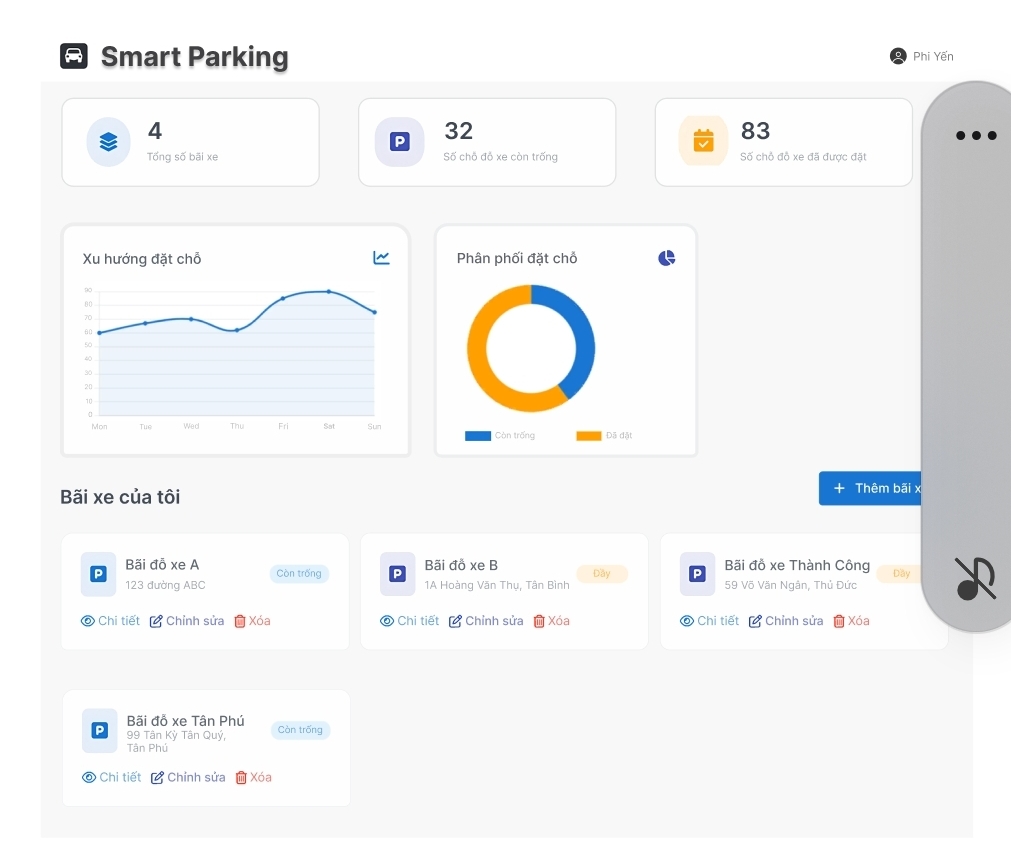 Smart Parking
Phi Yến
4
Tổng số bãi xe
32
Số chỗ đỗ xe còn trống
83
Số chỗ đỗ xe đã được đặt
Xu hướng đặt chỗ
90
80
70
60
50
40
30
20
10
0
Mon Tue Wed Thu Fri Sat Sun
Phân phối đặt chỗ
Còn trống Đã đặt
Bãi xe của tôi
+ Thêm bãi x
Bãi đỗ xe A
123 đường ABC
Còn trống
Chi tiết Chỉnh sửa Xóa
Bãi đỗ xe B
1A Hoàng Văn Thụ, Tân Bình
Đầy
Chi tiết Chỉnh sửa Xóa
Bãi đỗ xe Thành Công
59 Võ Văn Ngân, Thủ Đức
Đầy
Chi tiết Chỉnh sửa Xóa
Bãi đỗ xe Tân Phú
99 Tân Kỳ Tân Quý,
Tân Phú
Còn trống
Chi tiết Chỉnh sửa Xóa